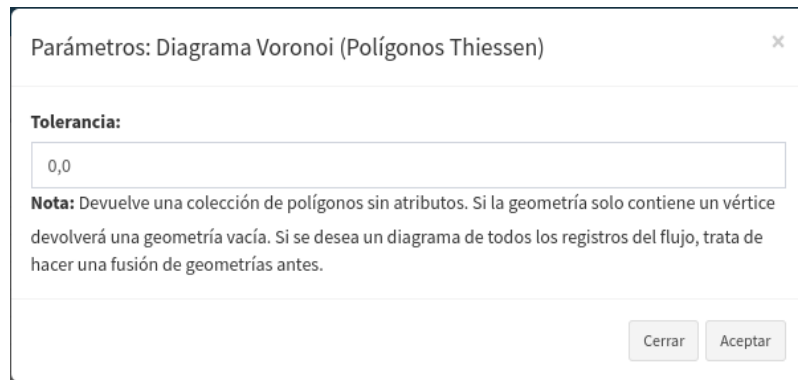 Parámetros: Diagrama Voronoi (Polígonos Thiessen)
×
Tolerancia:
0,0
Nota: Devuelve una colección de polígonos sin atributos. Si la geometría solo contiene un vértice
devolverá una geometría vacía. Si se desea un diagrama de todos los registros del flujo, trata de
hacer una fusión de geometrías antes.
Cerrar
Aceptar